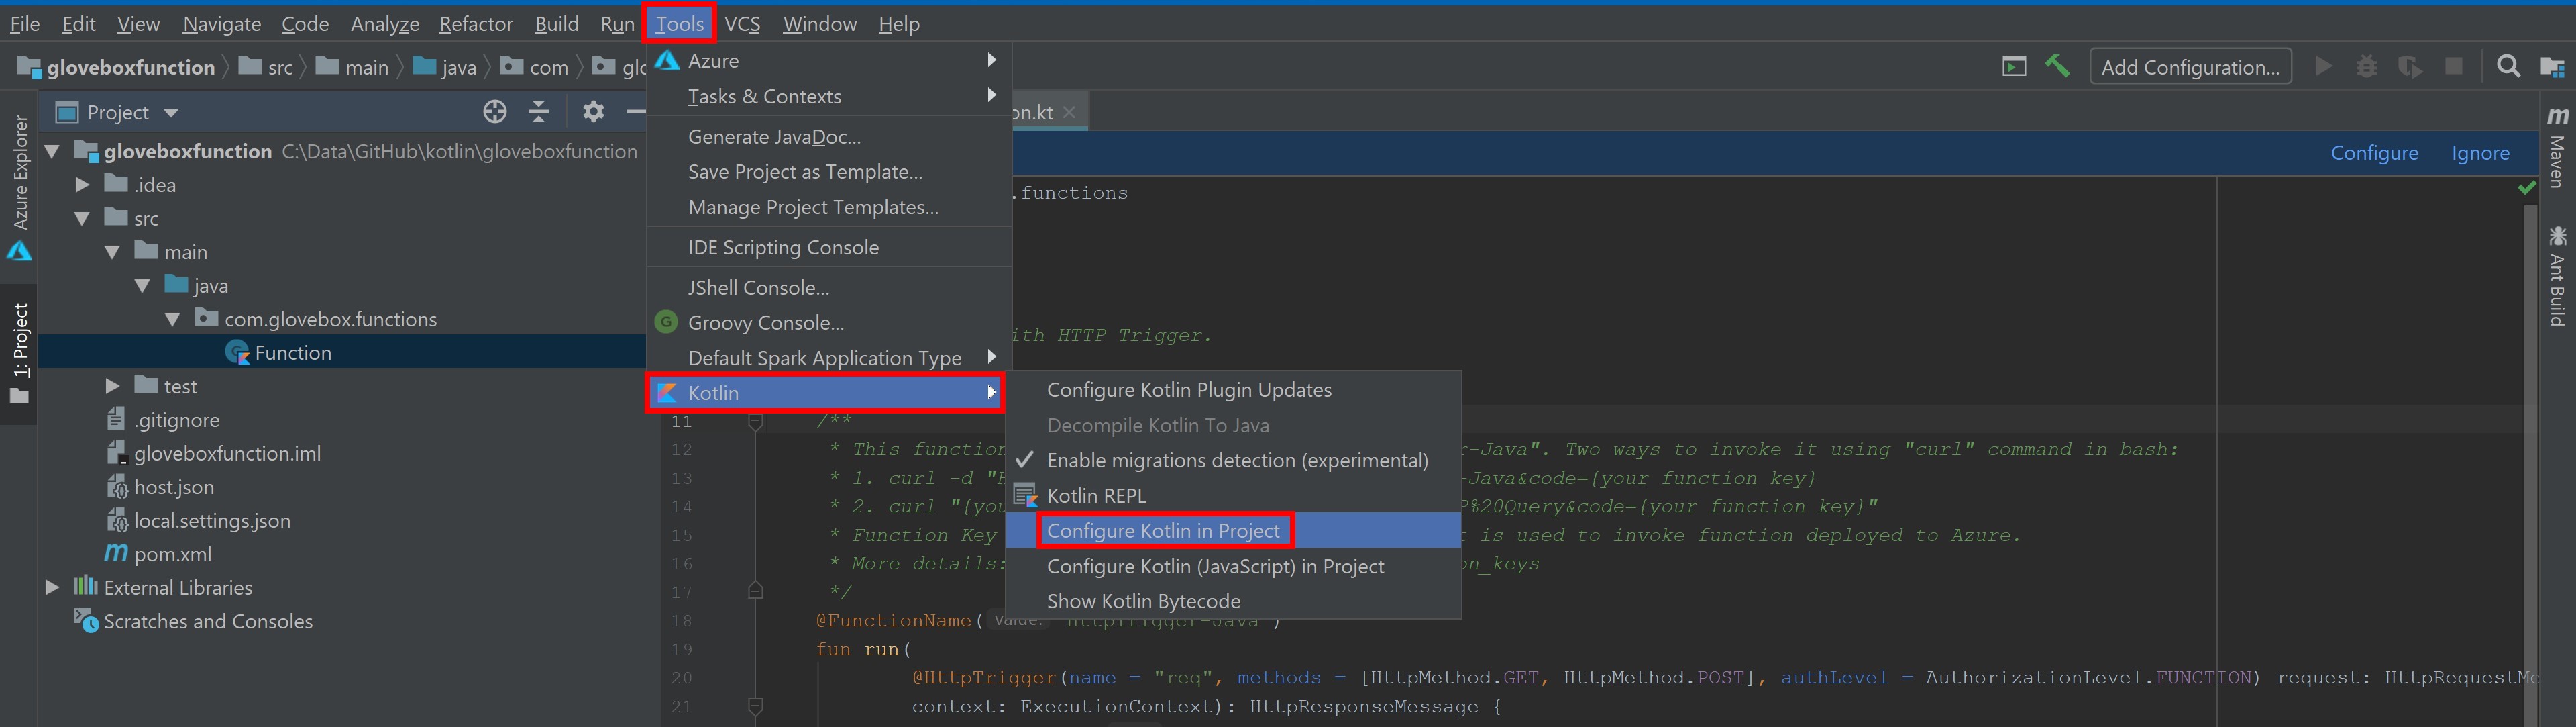 File Edit View Navigate Code Analyze Refactor Build Run Tools VCS Window Help
gloveboxfunction src main java com glo
Add Configuration...
Project
on.kt
Azure Explorer
1: Project
Maven
Ant Build
Configure Ignore
gloveboxfunction C:\Data\GitHub\kotlin\gloveboxfunction
.idea
src
main
java
com.glovebox.functions
Function
test
.gitignore
gloveboxfunction.iml
host.json
local.settings.json
pom.xml
External Libraries
Scratches and Consoles
Azure
Tasks & Contexts
Generate JavaDoc...
Save Project as Template...
Manage Project Templates...
IDE Scripting Console
JShell Console...
G Groovy Console...
Default Spark Application Type
Kotlin
Configure Kotlin Plugin Updates
Decompile Kotlin To Java
Enable migrations detection (experimental)
Kotlin REPL
Configure Kotlin in Project
Configure Kotlin (JavaScript) in Project
Show Kotlin Bytecode
.functions
ith HTTP Trigger.
11 /**
12 * This function r-Java". Two ways to invoke it using "curl" command in bash:
13 * 1. curl -d "H -Java&code={your function key}
14 * 2. curl "{you P%20Query&code={your function key}"
15 * Function Key t is used to invoke function deployed to Azure.
16 * More details: on_keys
17 */
18 @FunctionName( value: "HttpTrigger-Java")
19 fun run(
20 @HttpTrigger(name = "req", methods = [HttpMethod.GET, HttpMethod.POST], authLevel = AuthorizationLevel.FUNCTION) request: HttpRequestMe
21 context: ExecutionContext): HttpResponseMessage {